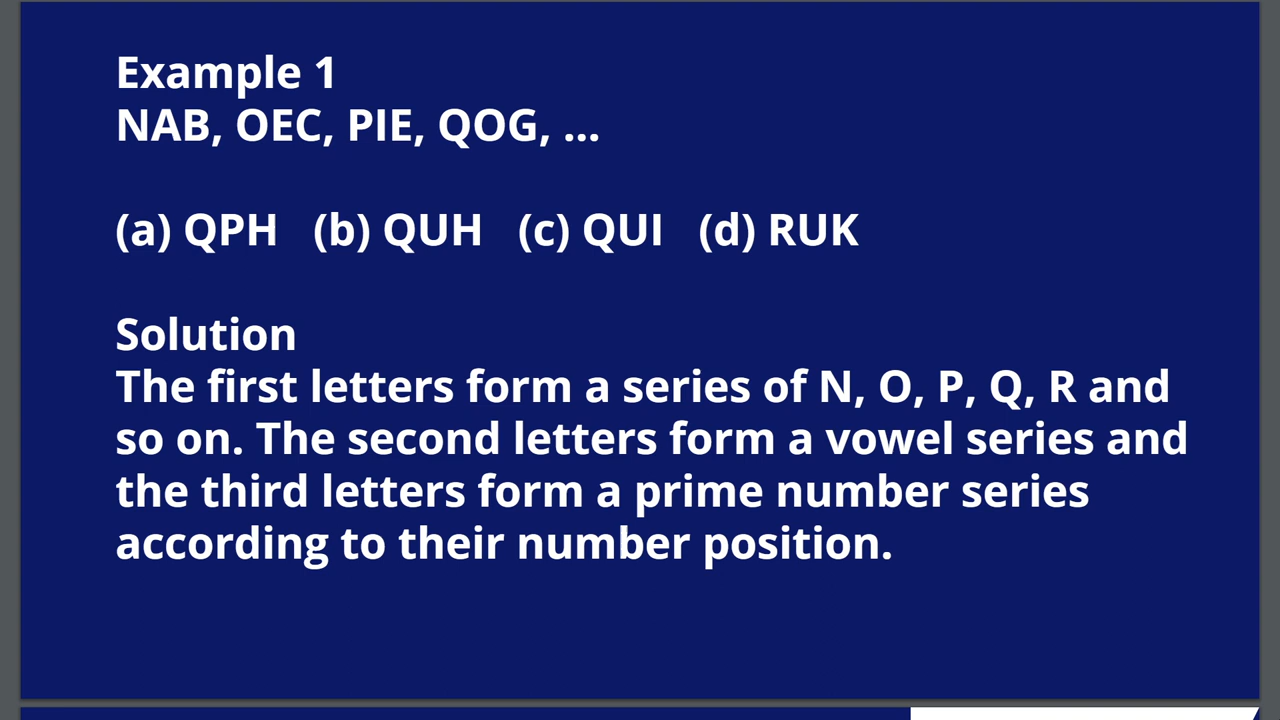 Example 1
NAB, OEC, PIE, QOG, ...
(a) QPH (b) QUH (c) QUI (d) RUK
Solution
The first letters form a series of N, O, P, Q, R and
so on. The second letters form a vowel series and
the third letters form a prime number series
according to their number position.